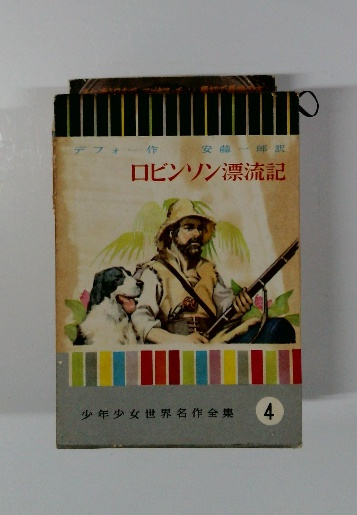 デフォー作 安藤一郎訳
ロビンソン漂流記
少年少女世界名作全集 4